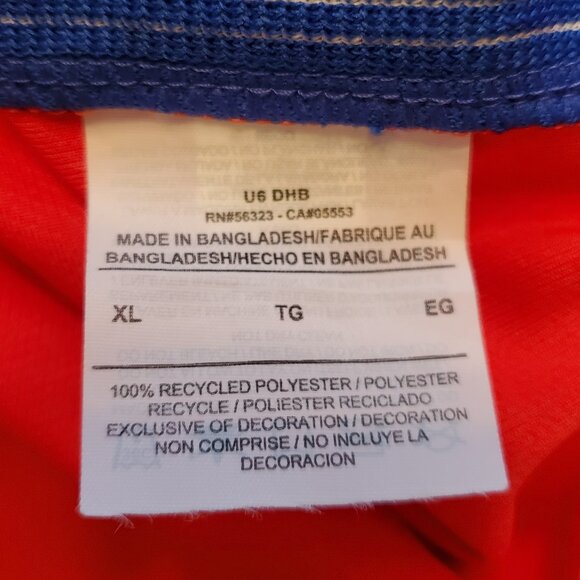 U6 DHB
RN#56323 - CA#05553
MADE IN BANGLADESH/FABRIQUE AU
BANGLADESH/HECHO EN BANGLADESH
XL TG EG
100% RECYCLED POLYESTER / POLYESTER
RECYCLE / POLIESTER RECICLADO
EXCLUSIVE OF DECORATION / DECORATION
NON COMPRISE / NO INCLUYE LA
DECORACION